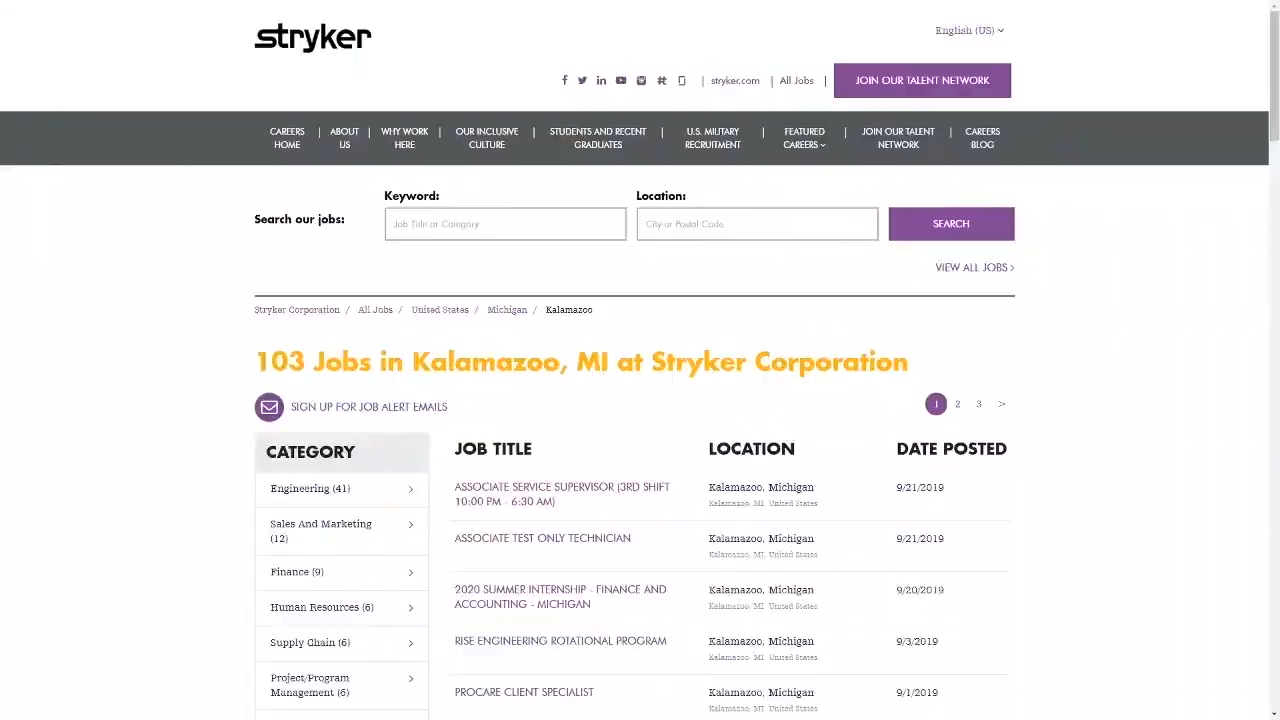 stryker
English (US)
stryker.com | All Jobs | JOIN OUR TALENT NETWORK
CAREERS HOME | ABOUT US | WHY WORK HERE | OUR INCLUSIVE CULTURE | STUDENTS AND RECENT GRADUATES | U.S. MILITARY RECRUITMENT | FEATURED CAREERS | JOIN OUR TALENT NETWORK | CAREERS BLOG
Search our jobs:
Keyword:
Job Title or Category
Location:
City or Postal Code
SEARCH
VIEW ALL JOBS >
Stryker Corporation / All Jobs / United States / Michigan / Kalamazoo
103 Jobs in Kalamazoo, MI at Stryker Corporation
SIGN UP FOR JOB ALERT EMAILS
1 2 3 >
CATEGORY
Engineering (41)
Sales And Marketing
(12)
Finance (9)
Human Resources (6)
Supply Chain (6)
Project/Program
Management (6)
JOB TITLE LOCATION DATE POSTED
ASSOCIATE SERVICE SUPERVISOR (3RD SHIFT
10:00 PM - 6:30 AM)
Kalamazoo, Michigan
Kalamazoo, MI, United States
9/21/2019
ASSOCIATE TEST ONLY TECHNICIAN
Kalamazoo, Michigan
Kalamazoo, MI, United States
9/21/2019
2020 SUMMER INTERNSHIP - FINANCE AND
ACCOUNTING - MICHIGAN
Kalamazoo, Michigan
Kalamazoo, MI, United States
9/20/2019
RISE ENGINEERING ROTATIONAL PROGRAM
Kalamazoo, Michigan
Kalamazoo, MI, United States
9/3/2019
PROCARE CLIENT SPECIALIST
Kalamazoo, Michigan
Kalamazoo, MI, United States
9/1/2019